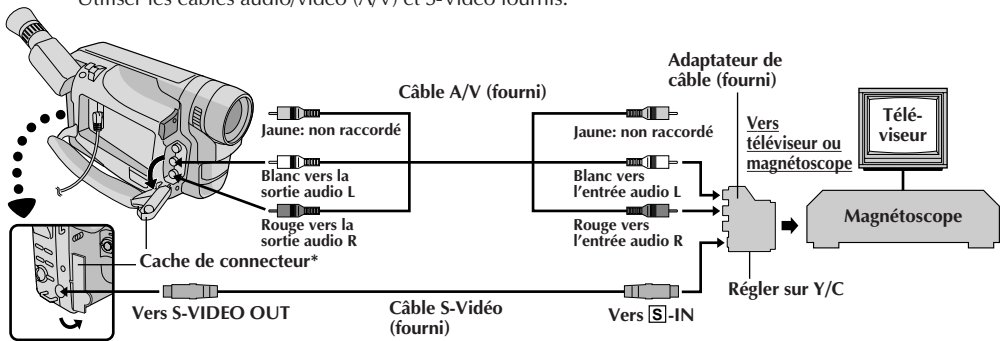 Utiliser les câbles audio/vidéo (A/V) et S-Vidéo fournis.
Adaptateur de
câble (fourni)
Câble A/V (fourni)
Jaune: non raccordé
Jaune: non raccordé
Vers
téléviseur ou
magnétoscope
Télé-
viseur
Blanc vers la
sortie audio L
Blanc vers
l'entrée audio L
Rouge vers la
sortie audio R
Rouge vers
l'entrée audio R
Magnétoscope
Cache de connecteur*
Régler sur Y/C
Vers S-VIDEO OUT
Câble S-Vidéo
(fourni)
Vers S-IN